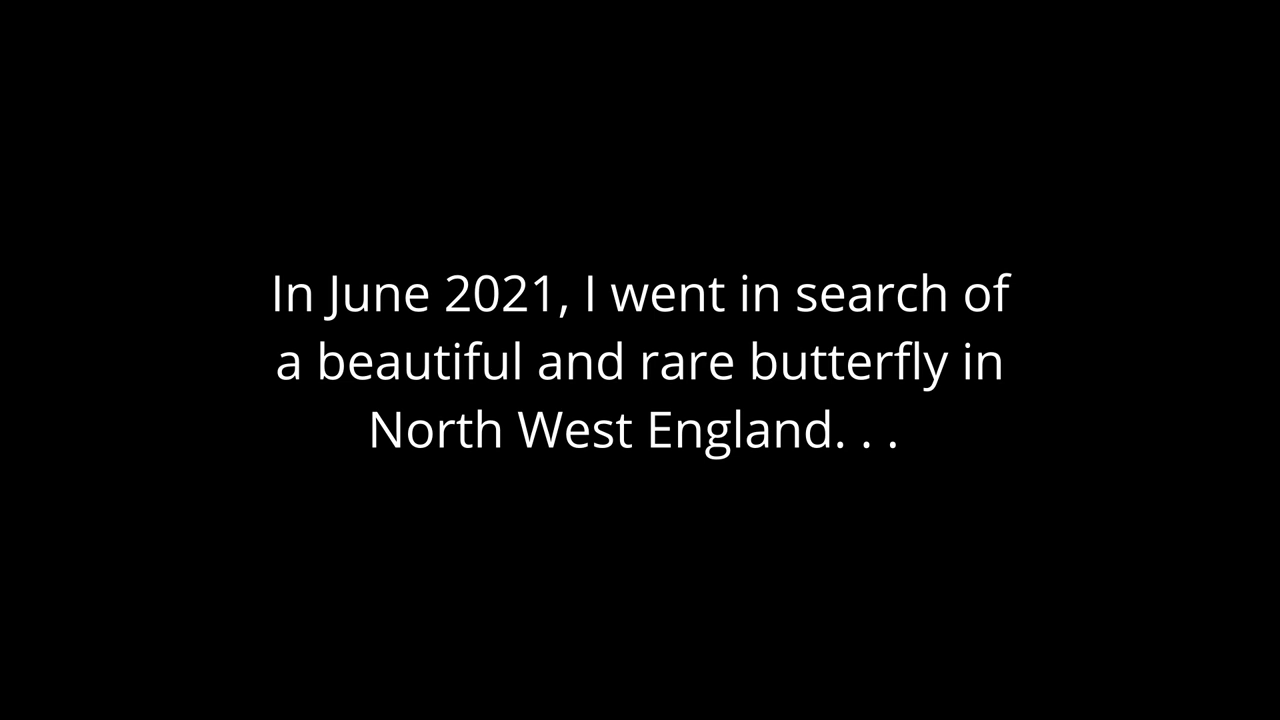 In June 2021, I went in search of
a beautiful and rare butterfly in
North West England. . .